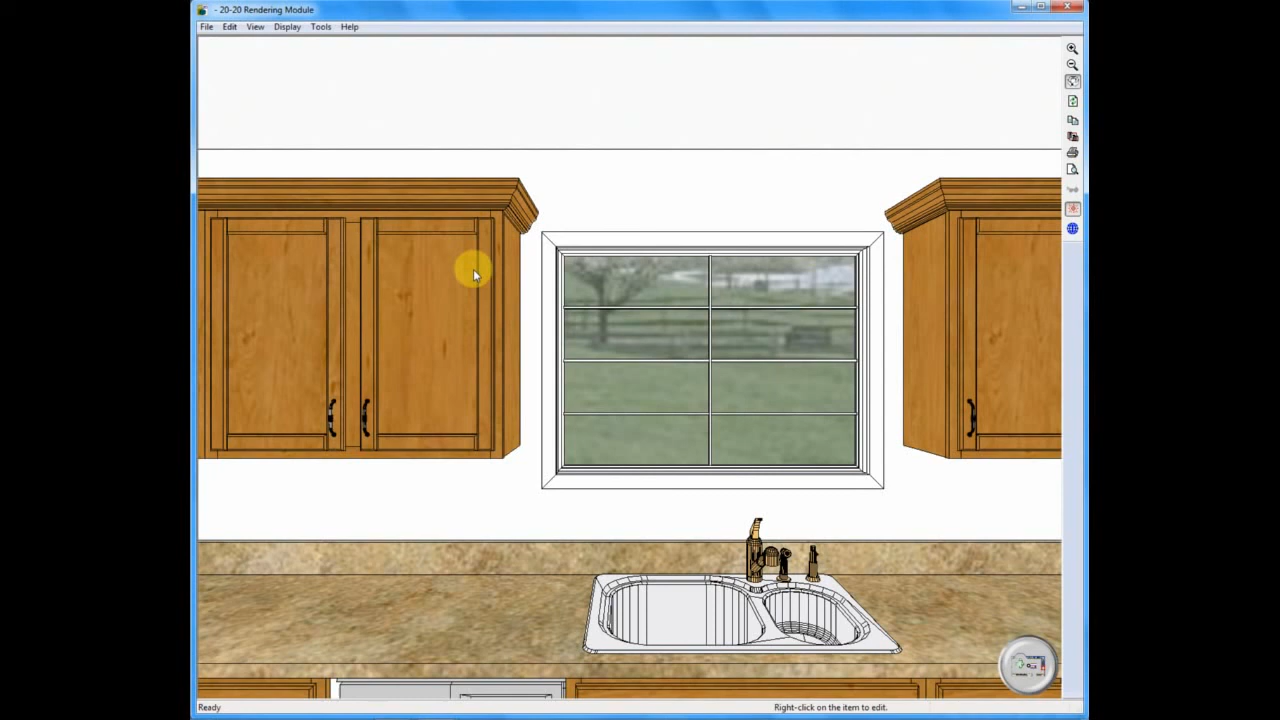 - 20-20 Rendering Module
File Edit View Display Tools Help
Ready
Right-click on the item to edit.